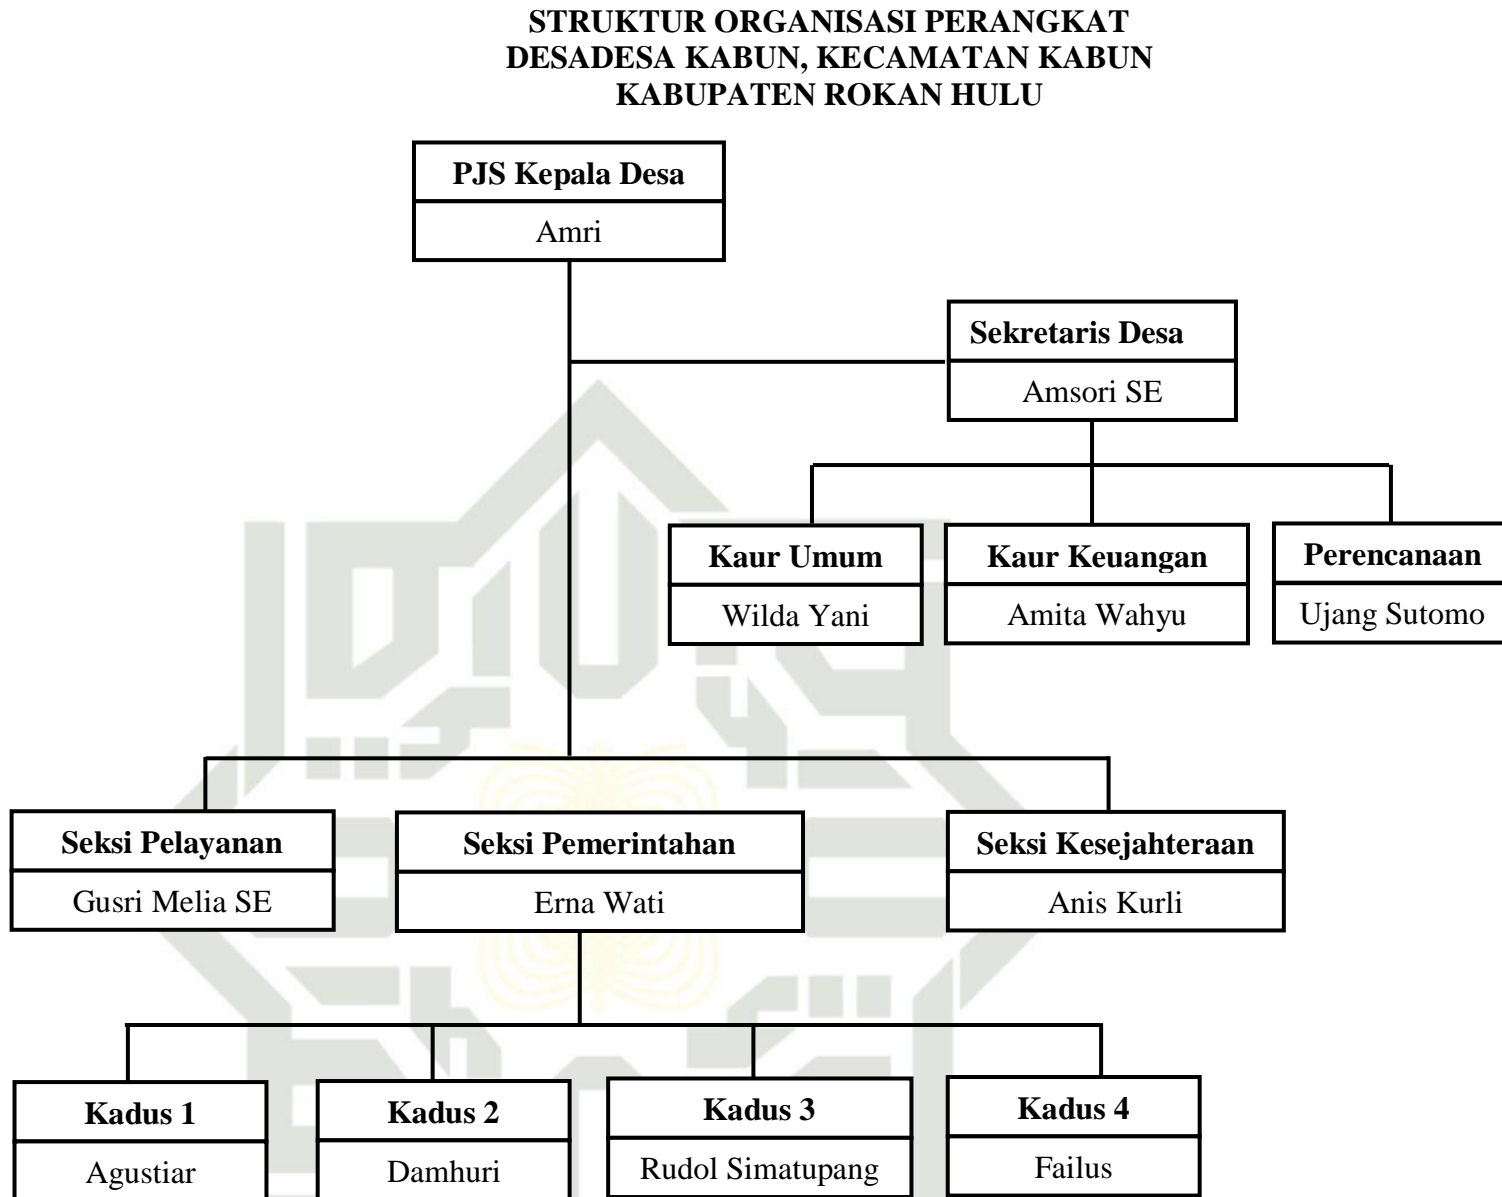 STRUKTUR ORGANISASI PERANGKAT
DESADESA KABUN, KECAMATAN KABUN
KABUPATEN ROKAN HULU
PJS Kepala Desa
Amri
Sekretaris Desa
Amsori SE
Kaur Umum
Wilda Yani
Kaur Keuangan
Amita Wahyu
Perencanaan
Ujang Sutomo
Seksi Pelayanan
Gusri Melia SE
Seksi Pemerintahan
Erna Wati
Seksi Kesejahteraan
Anis Kurli
Kadus 1
Agustiar
Kadus 2
Damhuri
Kadus 3
Rudol Simatupang
Kadus 4
Failus